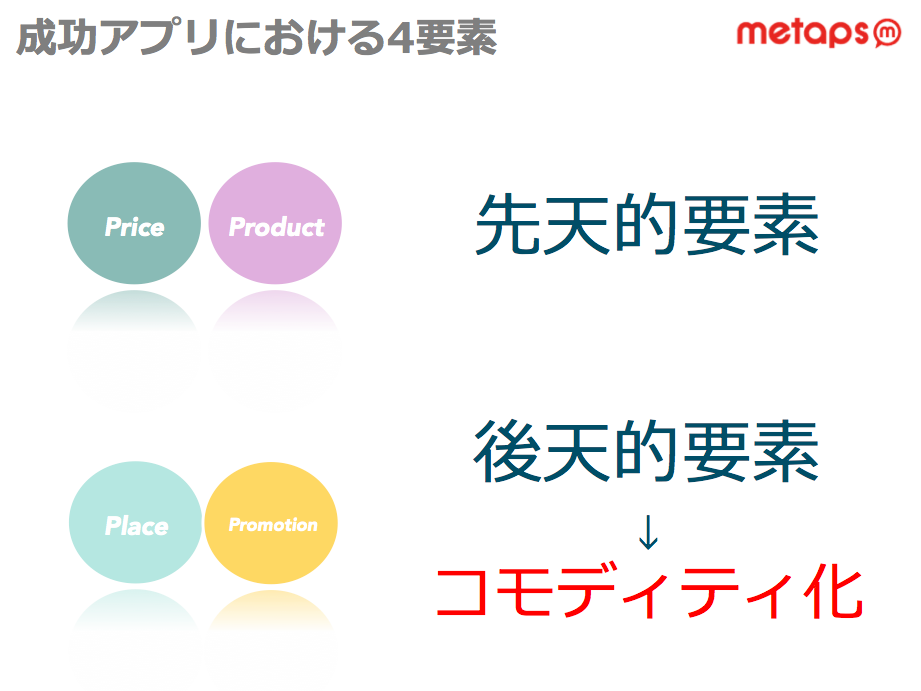 成功アプリにおける4要素
metaps m
Price Product
先天的要素
後天的要素
↓
Place Promotion
コモディティ化